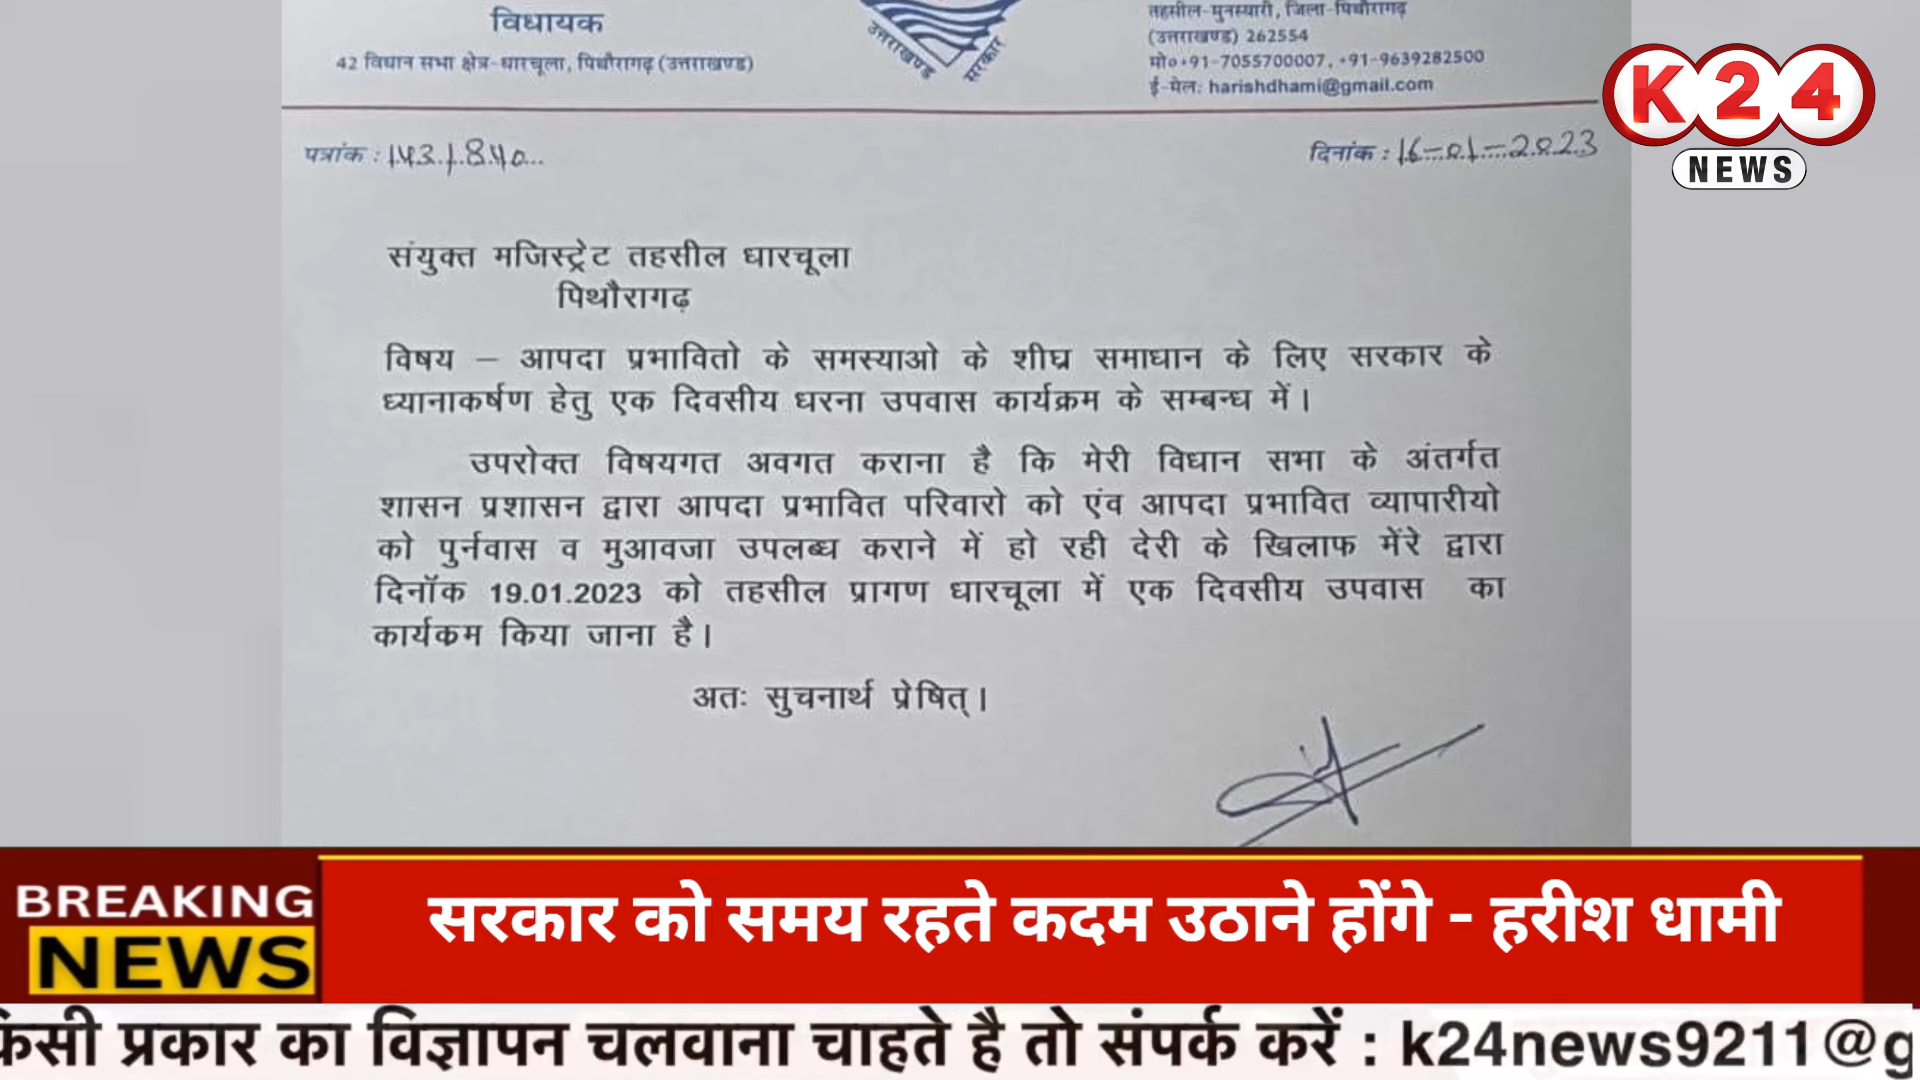 विधायक
42 विधान सभा क्षेत्र-धारचूला, पिथौरागढ़ (उत्तराखण्ड)
उत्तराखण्ड सरकार
तहसील-मुनस्यारी, जिला-पिथौरागढ़
(उत्तराखण्ड) 262554
मो०+91-7055700007, +91-9639282500
ई-मेल: harishdhami@gmail.com
K24
NEWS
पत्रांक : 143/840
दिनांक : 16-01-2023
संयुक्त मजिस्ट्रेट तहसील धारचूला
पिथौरागढ़
विषय – आपदा प्रभावितो के समस्याओ के शीघ्र समाधान के लिए सरकार के
ध्यानाकर्षण हेतु एक दिवसीय धरना उपवास कार्यक्रम के सम्बन्ध में।
उपरोक्त विषयगत अवगत कराना है कि मेरी विधान सभा के अंतर्गत
शासन प्रशासन द्वारा आपदा प्रभावित परिवारो को एंव आपदा प्रभावित व्यापारीयो
को पुर्नवास व मुआवजा उपलब्ध कराने में हो रही देरी के खिलाफ मेंरे द्वारा
दिनॉक 19.01.2023 को तहसील प्रागण धारचूला में एक दिवसीय उपवास का
कार्यकम किया जाना है।
अतः सुचनार्थ प्रेषित्।
BREAKING
NEWS
सरकार को समय रहते कदम उठाने होंगे - हरीश धामी
किसी प्रकार का विज्ञापन चलवाना चाहते है तो संपर्क करें : k24news9211@g